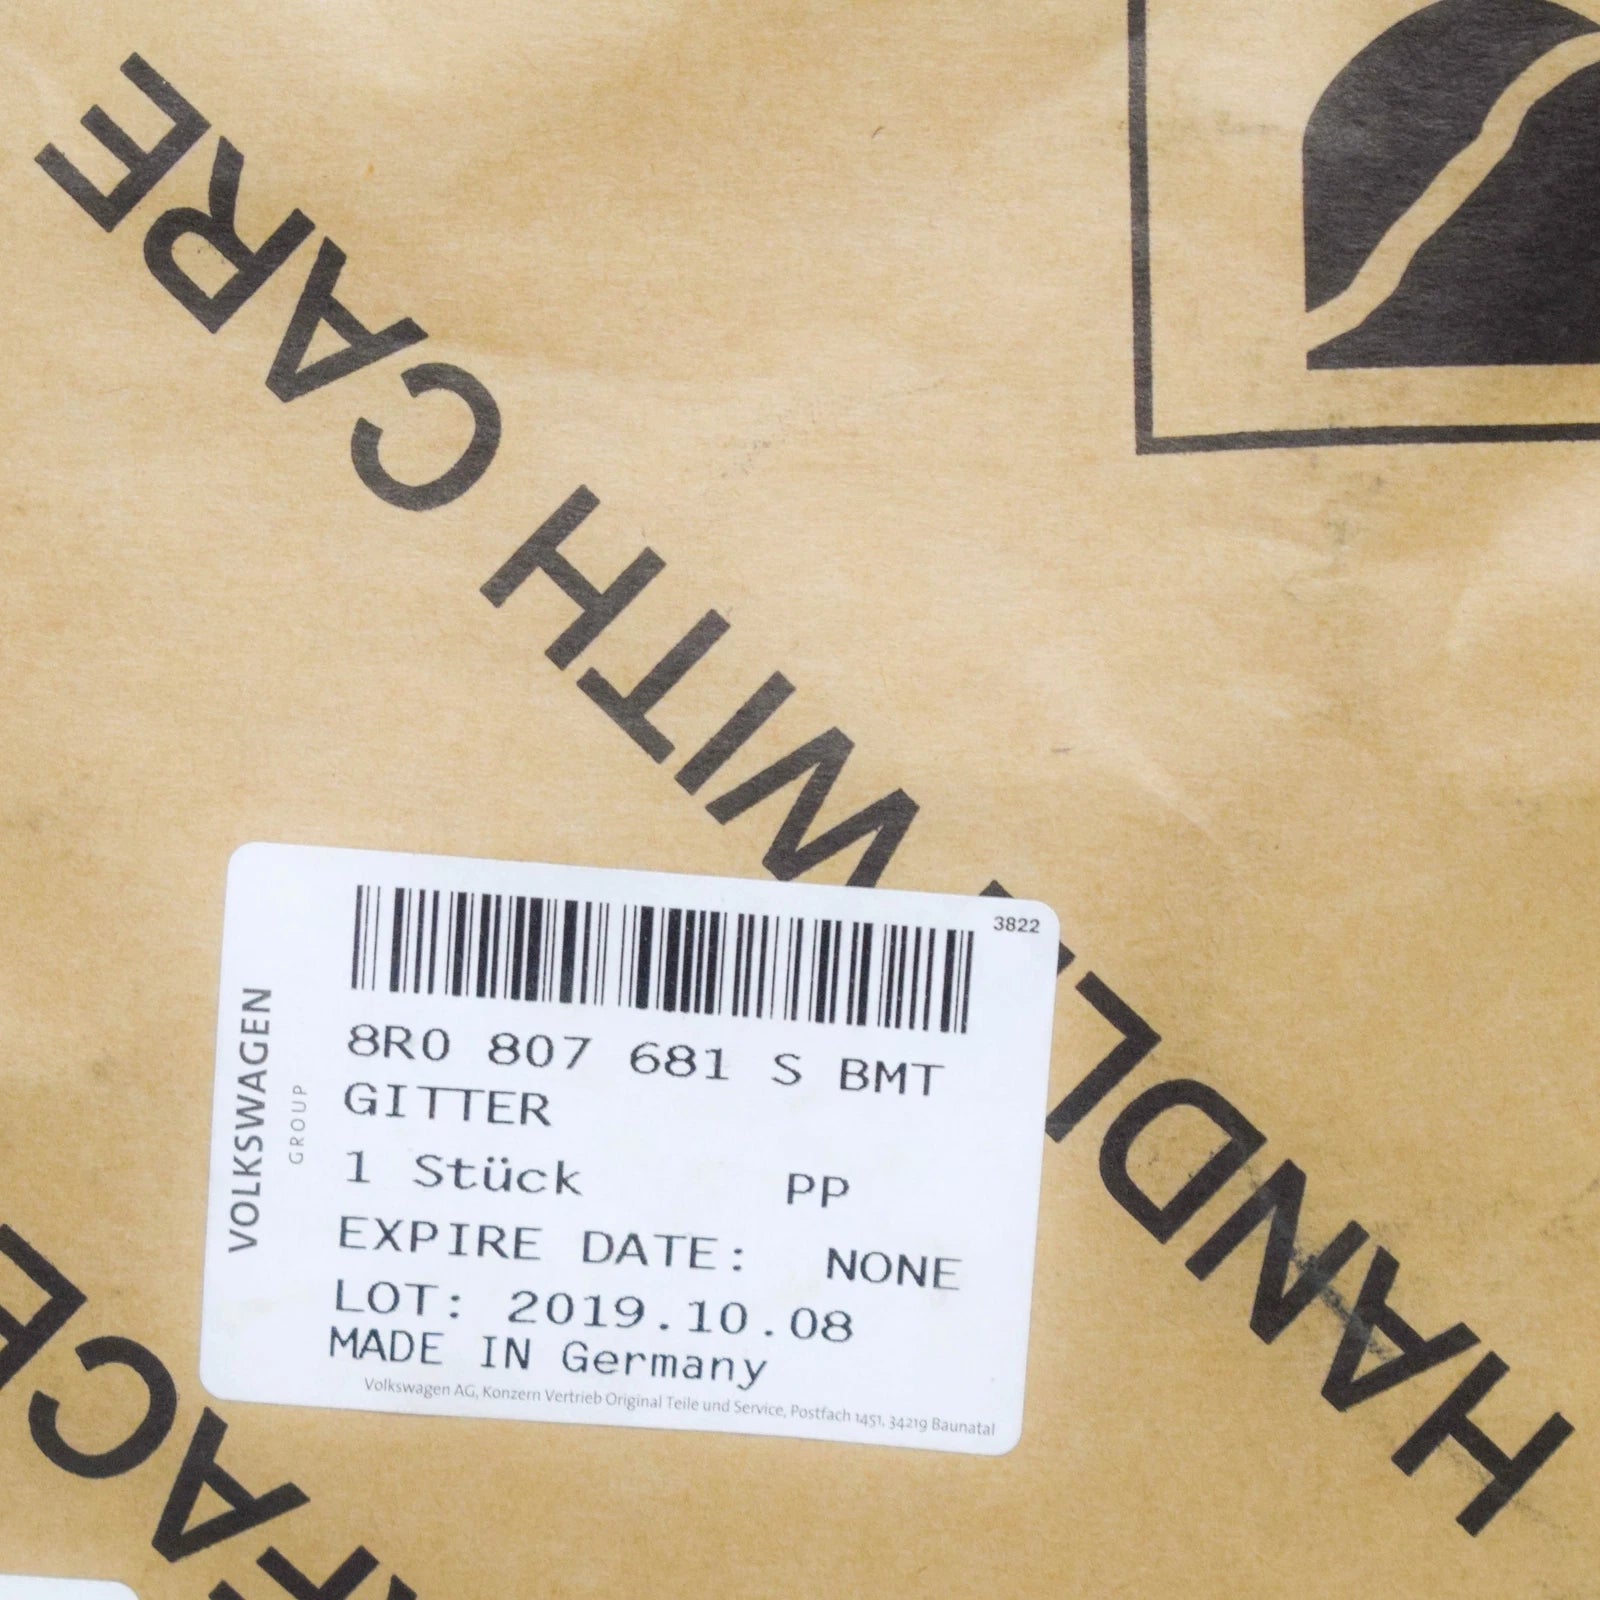 HANDLE WITH CARE
3822
8R0 807 681 S BMT
GITTER
1 Stück PP
EXPIRE DATE: NONE
LOT: 2019.10.08
MADE IN Germany
Volkswagen AG, Konzern Vertrieb Original Teile und Service, Postfach 1451, 34219 Baunatal
VOLKSWAGEN
GROUP